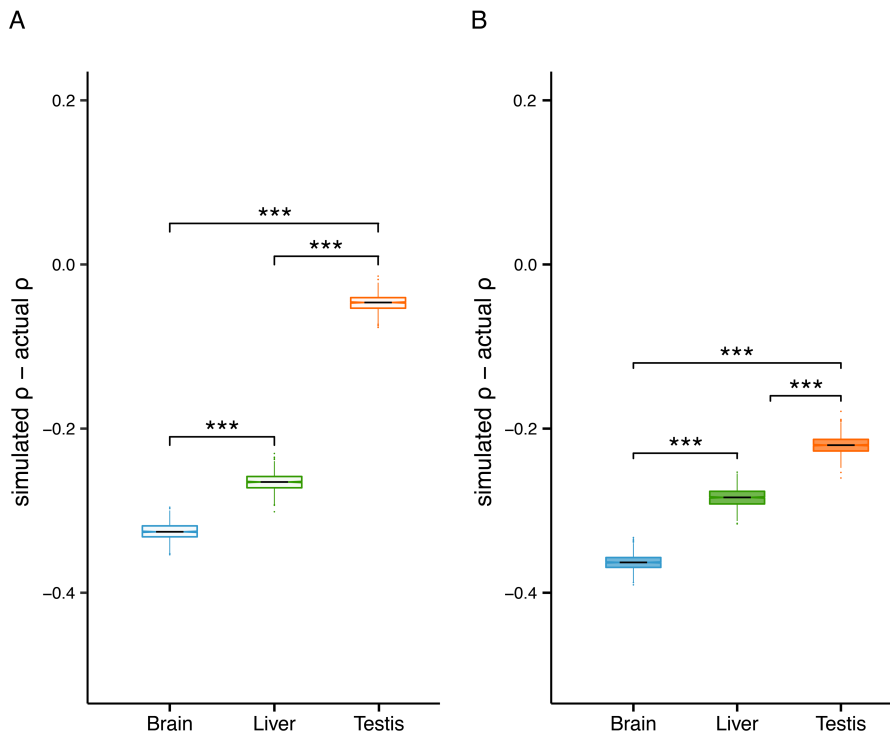 A
simulated ρ − actual ρ
0.2
0.0
−0.2
−0.4
***
***
***
Brain Liver Testis
B
simulated ρ − actual ρ
0.2
0.0
−0.2
−0.4
***
***
***
Brain Liver Testis